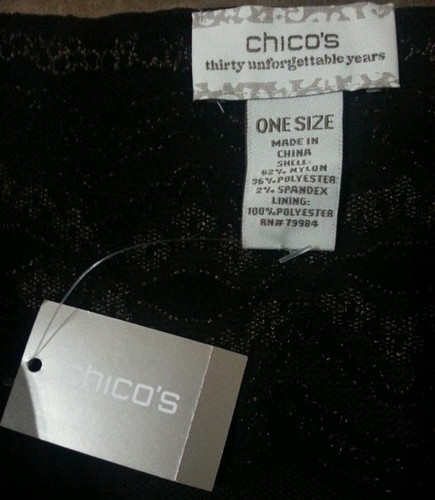 chico's
thirty unforgettable years
ONE SIZE
MADE IN
CHINA
SHELL:
62% NYLON
36% POLYESTER
2% SPANDEX
LINING:
100% POLYESTER
RN# 79984
chico's